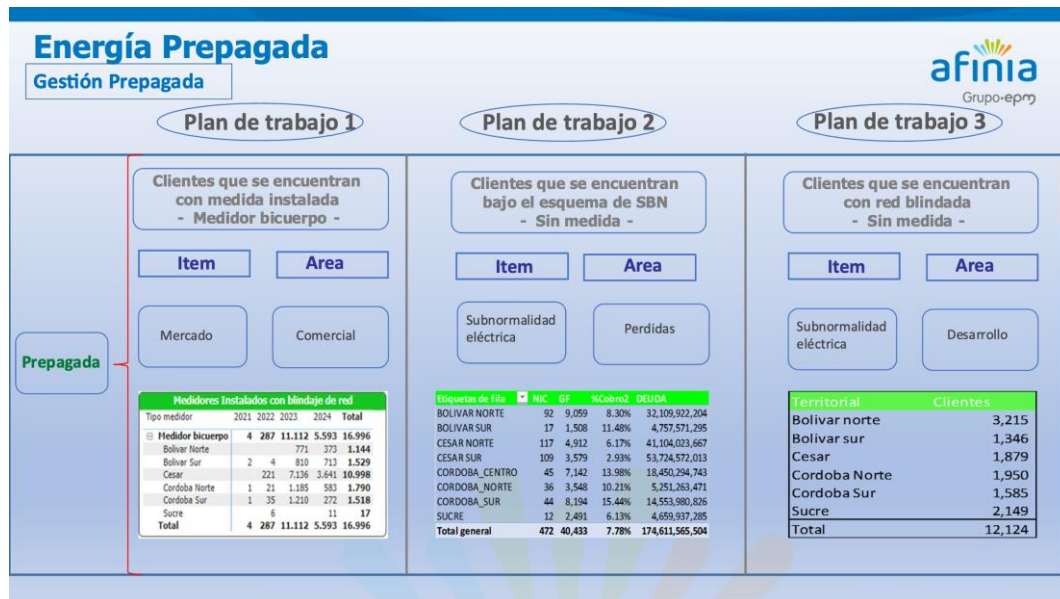 Energía Prepagada
Gestión Prepagada
afinia
Grupo·epm
Plan de trabajo 1
Plan de trabajo 2
Plan de trabajo 3
Prepagada
Clientes que se encuentran
con medida instalada
- Medidor bicuerpo -
Item Area
Mercado Comercial
Medidores Instalados con blindaje de red
Tipo medidor 2021 2022 2023 2024 Total
Medidor bicuerpo 4 287 11.112 5.593 16.996
Bolivar Norte 771 373 1.144
Bolivar Sur 2 4 810 713 1.529
Cesar 221 7.136 3.641 10.998
Cordoba Norte 1 21 1.185 583 1.790
Cordoba Sur 1 35 1.210 272 1.518
Sucre 6 11 17
Total 4 287 11.112 5.593 16.996
Clientes que se encuentran
bajo el esquema de SBN
- Sin medida -
Item Area
Subnormalidad
eléctrica
Perdidas
Etiquetas de fila NIC GF %Cobro2 DEUDA
BOLIVAR NORTE 92 9,059 8.30% 32,109,922,204
BOLIVAR SUR 17 1,508 11.48% 4,757,571,295
CESAR NORTE 117 4,912 6.17% 41,104,023,667
CESAR SUR 109 3,579 2.93% 53,724,572,013
CORDOBA_CENTRO 45 7,142 13.98% 18,450,294,743
CORDOBA_NORTE 36 3,548 10.21% 5,251,263,471
CORDOBA_SUR 44 8,194 15.44% 14,553,980,826
SUCRE 12 2,491 6.13% 4,659,937,285
Total general 472 40,433 7.78% 174,611,565,504
Clientes que se encuentran
con red blindada
- Sin medida -
Item Area
Subnormalidad
eléctrica
Desarrollo
Territorial Clientes
Bolivar norte 3,215
Bolivar sur 1,346
Cesar 1,879
Cordoba Norte 1,950
Cordoba Sur 1,585
Sucre 2,149
Total 12,124